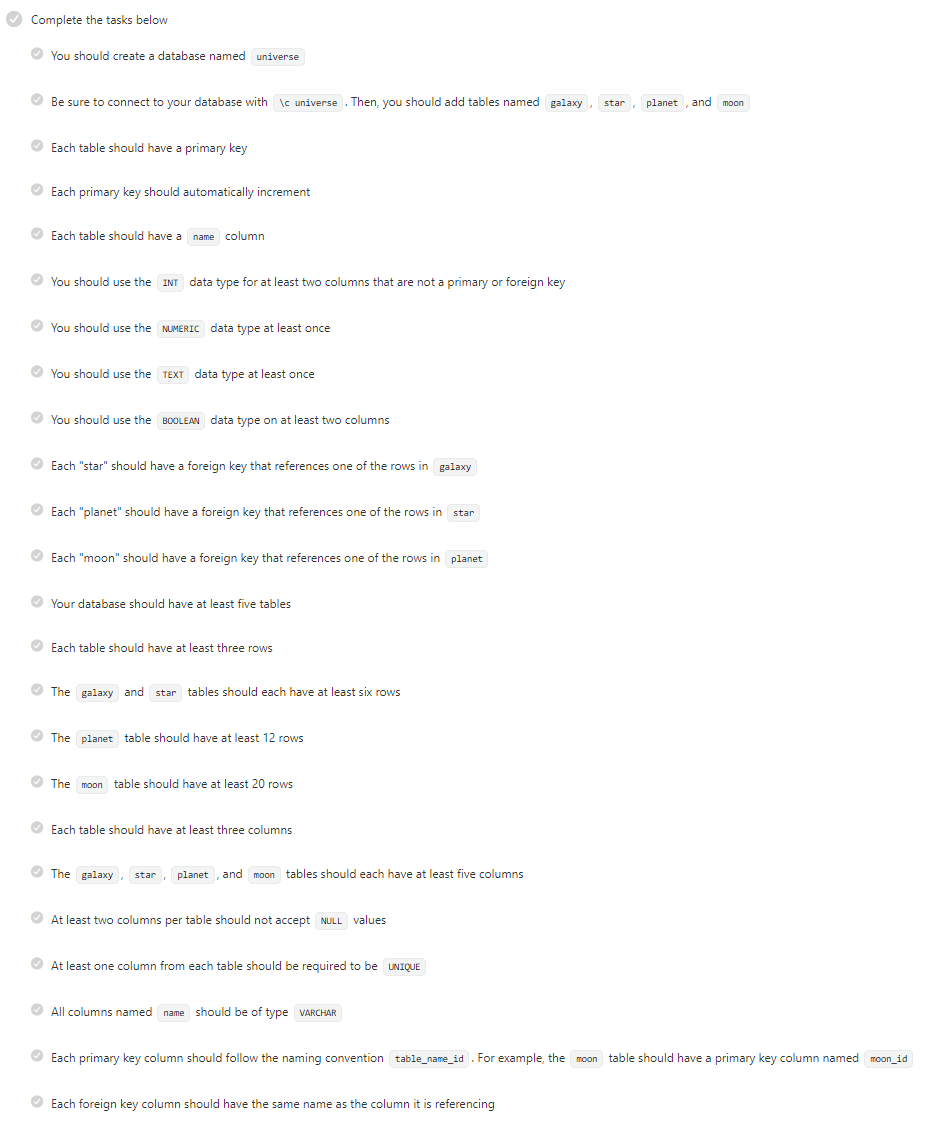 Complete the tasks below
You should create a database named universe
Be sure to connect to your database with \c universe. Then, you should add tables named galaxy, star, planet, and moon
Each table should have a primary key
Each primary key should automatically increment
Each table should have a name column
You should use the INT data type for at least two columns that are not a primary or foreign key
You should use the NUMERIC data type at least once
You should use the TEXT data type at least once
You should use the BOOLEAN data type on at least two columns
Each "star" should have a foreign key that references one of the rows in galaxy
Each "planet" should have a foreign key that references one of the rows in star
Each "moon" should have a foreign key that references one of the rows in planet
Your database should have at least five tables
Each table should have at least three rows
The galaxy and star tables should each have at least six rows
The planet table should have at least 12 rows
The moon table should have at least 20 rows
Each table should have at least three columns
The galaxy, star, planet, and moon tables should each have at least five columns
At least two columns per table should not accept NULL values
At least one column from each table should be required to be UNIQUE
All columns named name should be of type VARCHAR
Each primary key column should follow the naming convention table_name_id. For example, the moon table should have a primary key column named moon_id
Each foreign key column should have the same name as the column it is referencing